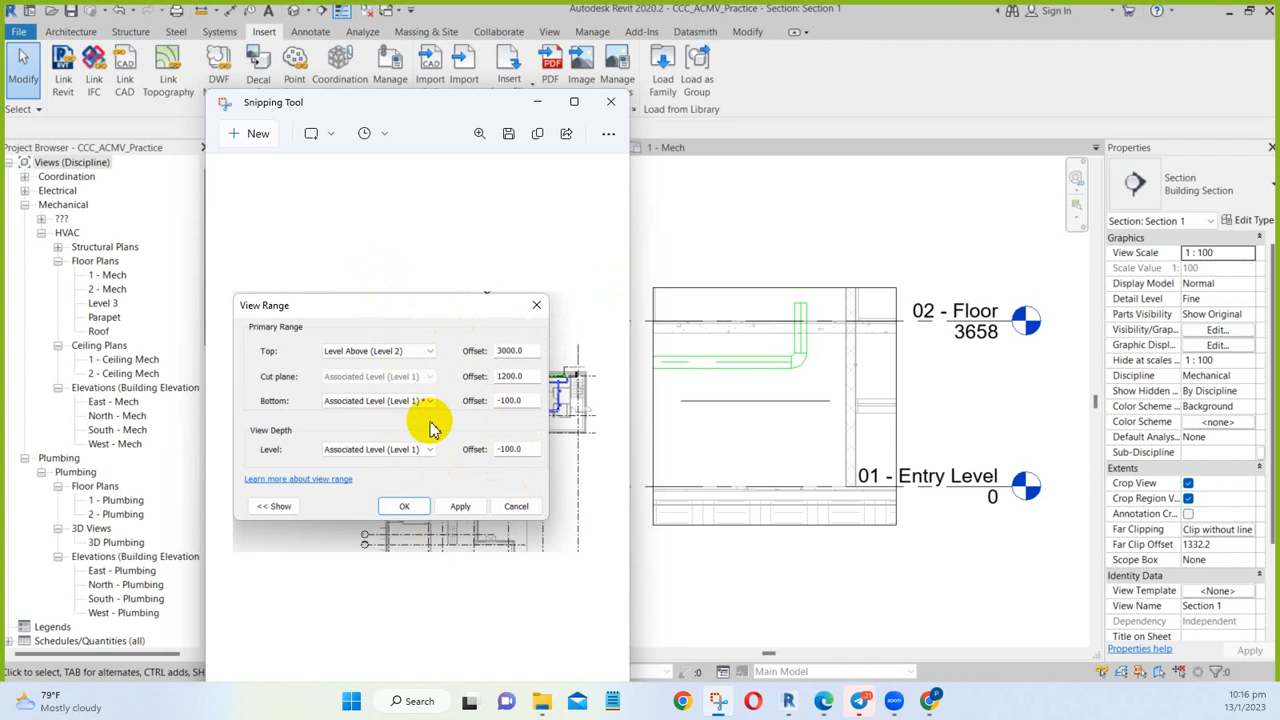 Autodesk Revit 2020.2 - CCC_ACMV_Practice - Section: Section 1
Sign In
File Architecture Structure Steel Systems Insert Annotate Analyze Massing & Site Collaborate View Manage Add-Ins Datasmith Modify
Modify
Link Revit
Link IFC
Link CAD
Link Topography
DWF
Decal
Point
Coordination
Manage
Import
Import
Insert
PDF
Image
Manage
Load Family
Load as Group
Select
Load from Library
Snipping Tool
New
Project Browser - CCC_ACMV_Practice
Views (Discipline)
Coordination
Electrical
Mechanical
???
HVAC
Structural Plans
Floor Plans
1 - Mech
2 - Mech
Level 3
Parapet
Roof
Ceiling Plans
1 - Ceiling Mech
2 - Ceiling Mech
Elevations (Building Elevation
East - Mech
North - Mech
South - Mech
West - Mech
Plumbing
Plumbing
Floor Plans
1 - Plumbing
2 - Plumbing
3D Views
3D Plumbing
Elevations (Building Elevation
East - Plumbing
North - Plumbing
South - Plumbing
West - Plumbing
Legends
Schedules/Quantities (all)
View Range
Primary Range
Top: Level Above (Level 2) Offset: 3000.0
Cut plane: Associated Level (Level 1) Offset: 1200.0
Bottom: Associated Level (Level 1) Offset: -100.0
View Depth
Level: Associated Level (Level 1) Offset: -100.0
Learn more about view range
<< Show OK Apply Cancel
1 - Mech
02 - Floor
3658
01 - Entry Level
0
Properties
Section
Building Section
Section: Section 1 Edit Type
Graphics
View Scale 1 : 100
Scale Value 1: 100
Display Model Normal
Detail Level Fine
Parts Visibility Show Original
Visibility/Grap... Edit...
Graphic Displ... Edit...
Hide at scales ... 1 : 100
Discipline Mechanical
Show Hidden ... By Discipline
Color Scheme ... Background
Color Scheme <none>
Default Analys... None
Sub-Discipline
Extents
Crop View
Crop Region V...
Annotation Cr...
Far Clipping Clip without line
Far Clip Offset 1332.2
Scope Box None
Identity Data
View Template <None>
View Name Section 1
Dependency Independent
Title on Sheet
Properties help Apply
Click to select, TAB for alternates, CTRL adds, SH
:0 Main Model :0
79°F
Mostly cloudy
Search
10:16 pm
13/1/2023